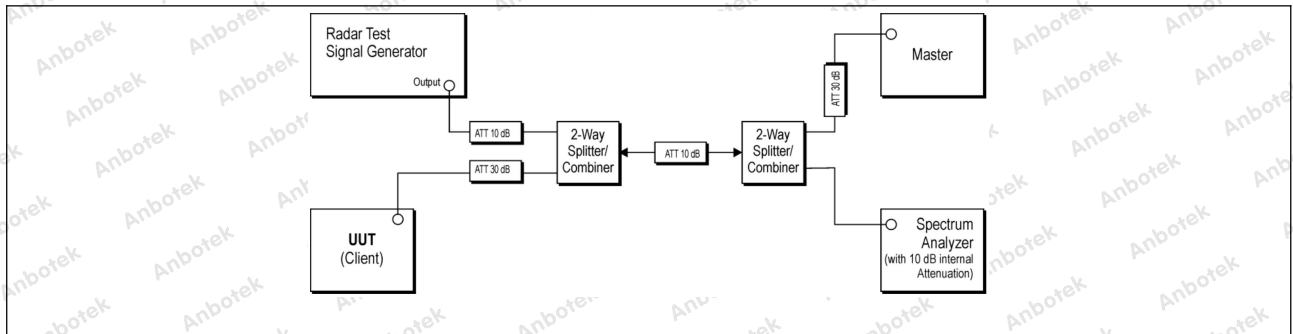 Radar Test
Signal Generator
Output
Master
ATT 30 dB
ATT 10 dB
2-Way
Splitter/
Combiner
ATT 10 dB
2-Way
Splitter/
Combiner
ATT 30 dB
UUT
(Client)
Spectrum
Analyzer
(with 10 dB internal
Attenuation)
Anbotek